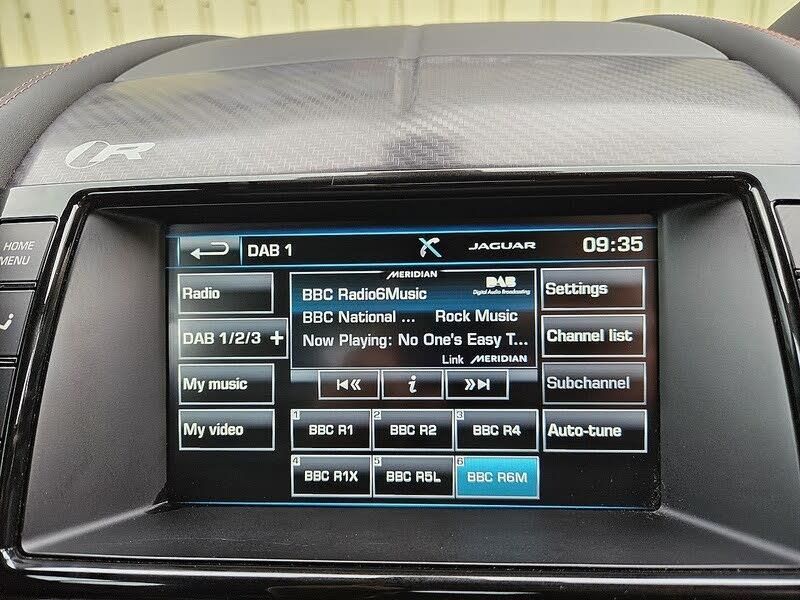 R
HOME
MENU
DAB 1
JAGUAR
09:35
MERIDIAN
Radio
BBC Radio6Music
DAB
Digital Audio Broadcasting
Settings
BBC National ...
Rock Music
DAB 1/2/3 +
Now Playing: No One's Easy T...
Channel list
Link MERIDIAN
My music
i
Subchannel
My video
1 BBC R1
2 BBC R2
3 BBC R4
Auto-tune
4 BBC R1X
5 BBC R5L
6 BBC R6M